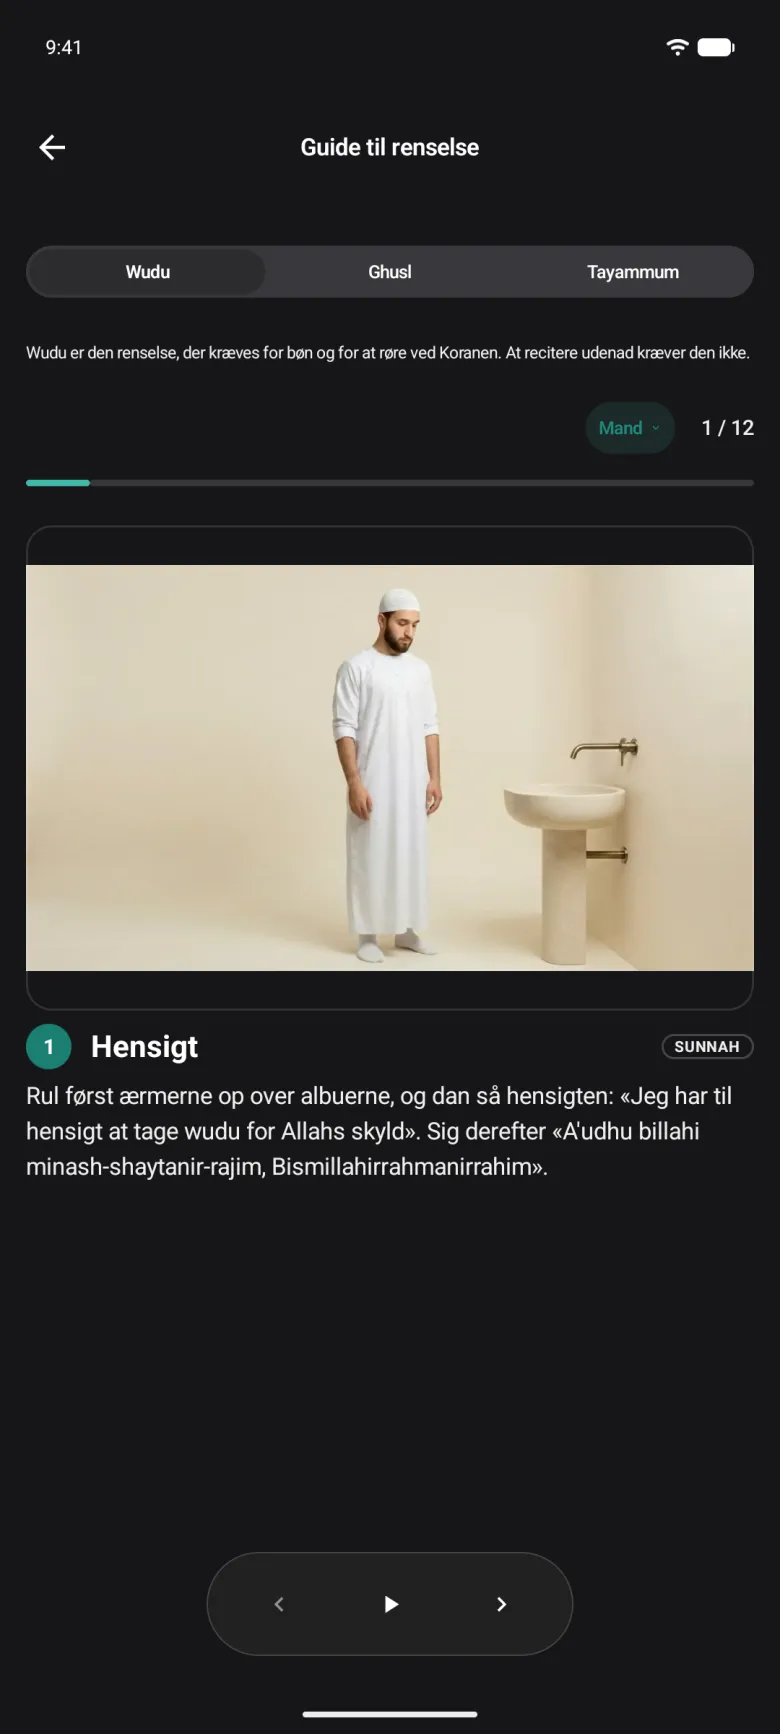 9:41
Guide til renselse
Wudu
Ghusl
Tayammum
Wudu er den renselse, der kræves for bøn og for at røre ved Koranen. At recitere udenad kræver den ikke.
Mand
1 / 12
1
Hensigt
SUNNAH
Rul først ærmerne op over albuerne, og dan så hensigten: «Jeg har til
hensigt at tage wudu for Allahs skyld». Sig derefter «A'udhu billahi
minash-shaytanir-rajim, Bismillahirrahmanirrahim».